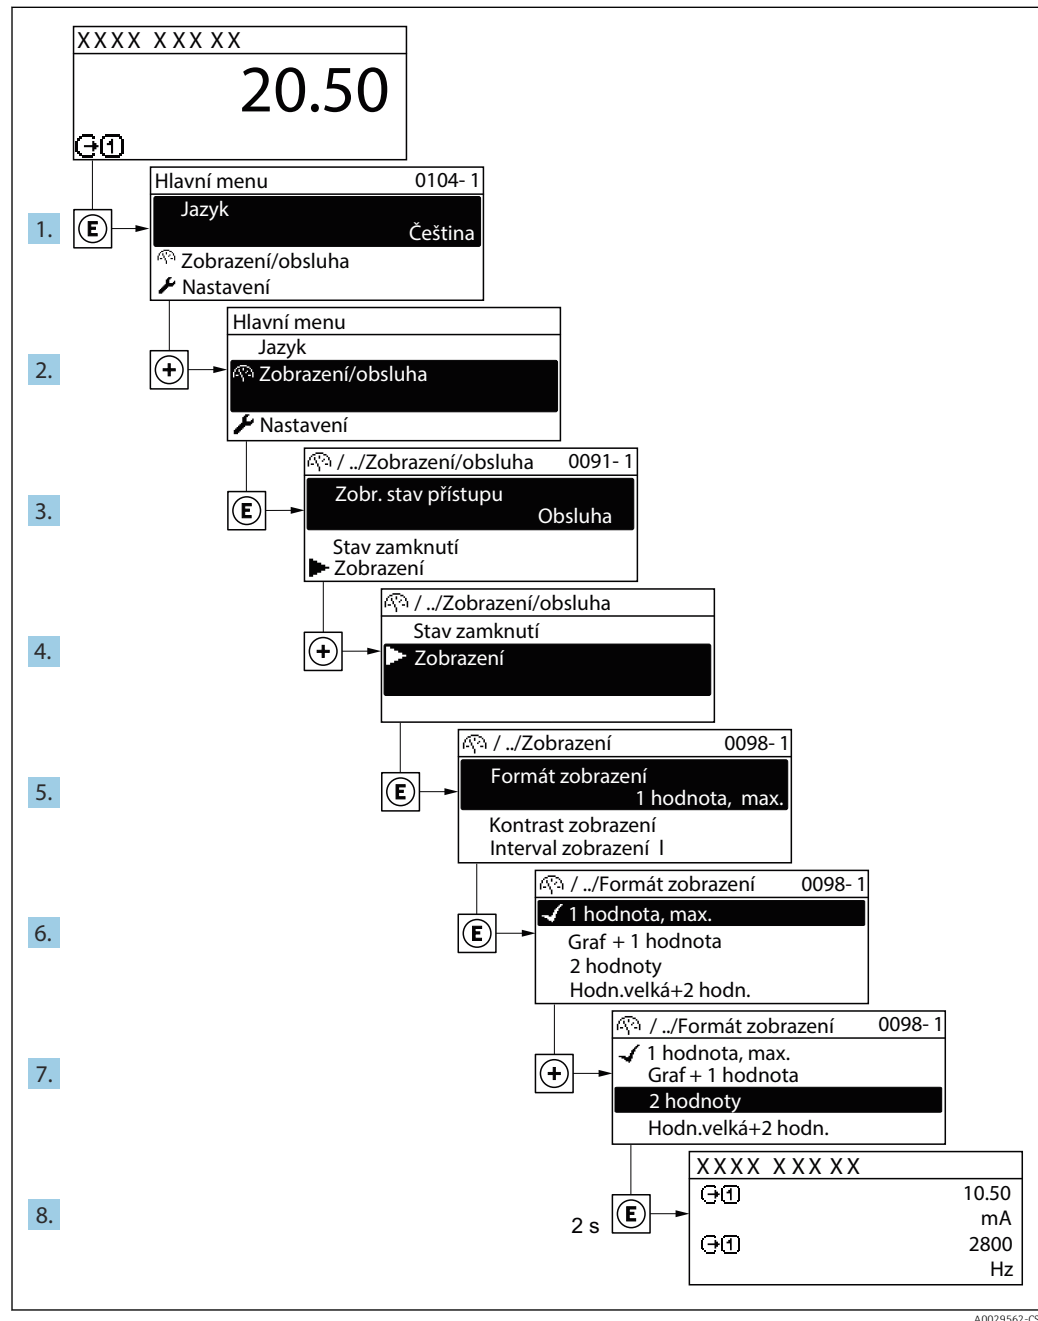 XXXX XXX XX
20.50
1
1.
E
Hlavní menu 0104-1
Jazyk
Čeština
Zobrazení/obsluha
Nastavení
2.
+
Hlavní menu
Jazyk
Zobrazení/obsluha
Nastavení
3.
E
/ ../Zobrazení/obsluha 0091-1
Zobr. stav přístupu
Obsluha
Stav zamknutí
Zobrazení
4.
+
/ ../Zobrazení/obsluha
Stav zamknutí
Zobrazení
5.
E
/ ../Zobrazení 0098-1
Formát zobrazení
1 hodnota, max.
Kontrast zobrazení
Interval zobrazení I
6.
E
/ ../Formát zobrazení 0098-1
1 hodnota, max.
Graf + 1 hodnota
2 hodnoty
Hodn.velká+2 hodn.
7.
+
/ ../Formát zobrazení 0098-1
1 hodnota, max.
Graf + 1 hodnota
2 hodnoty
Hodn.velká+2 hodn.
8.
2 s
E
XXXX XXX XX
1 10.50
mA
1 2800
Hz
A0029562-CS